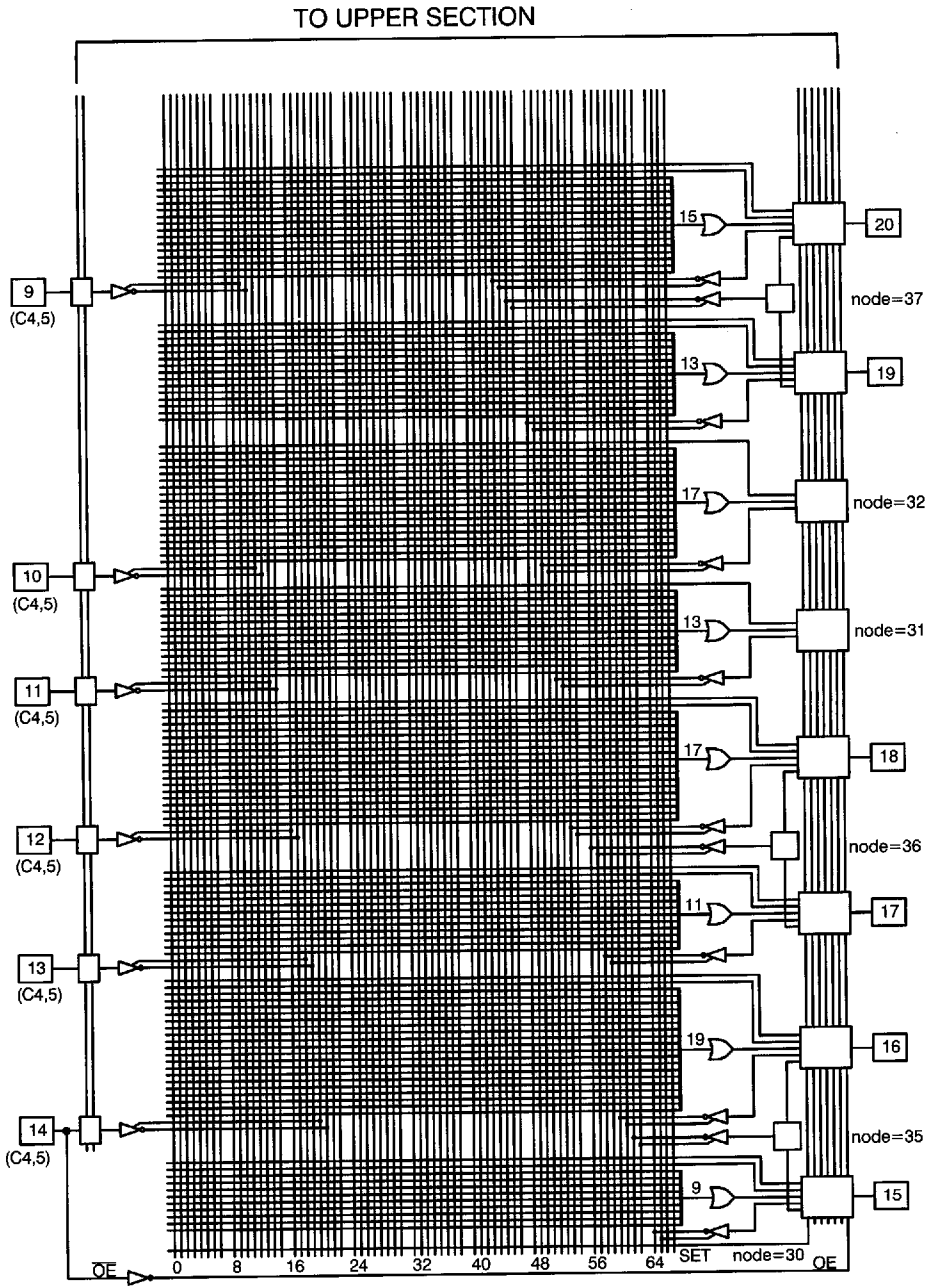 TO UPPER SECTION
15
20
9
(C4,5)
node=37
13
19
17
node=32
10
(C4,5)
13
node=31
11
(C4,5)
17
18
12
(C4,5)
node=36
11
17
13
(C4,5)
19
16
14
(C4,5)
node=35
9
15
0 8 16 24 32 40 48 56 64 SET node=30 OE
OE